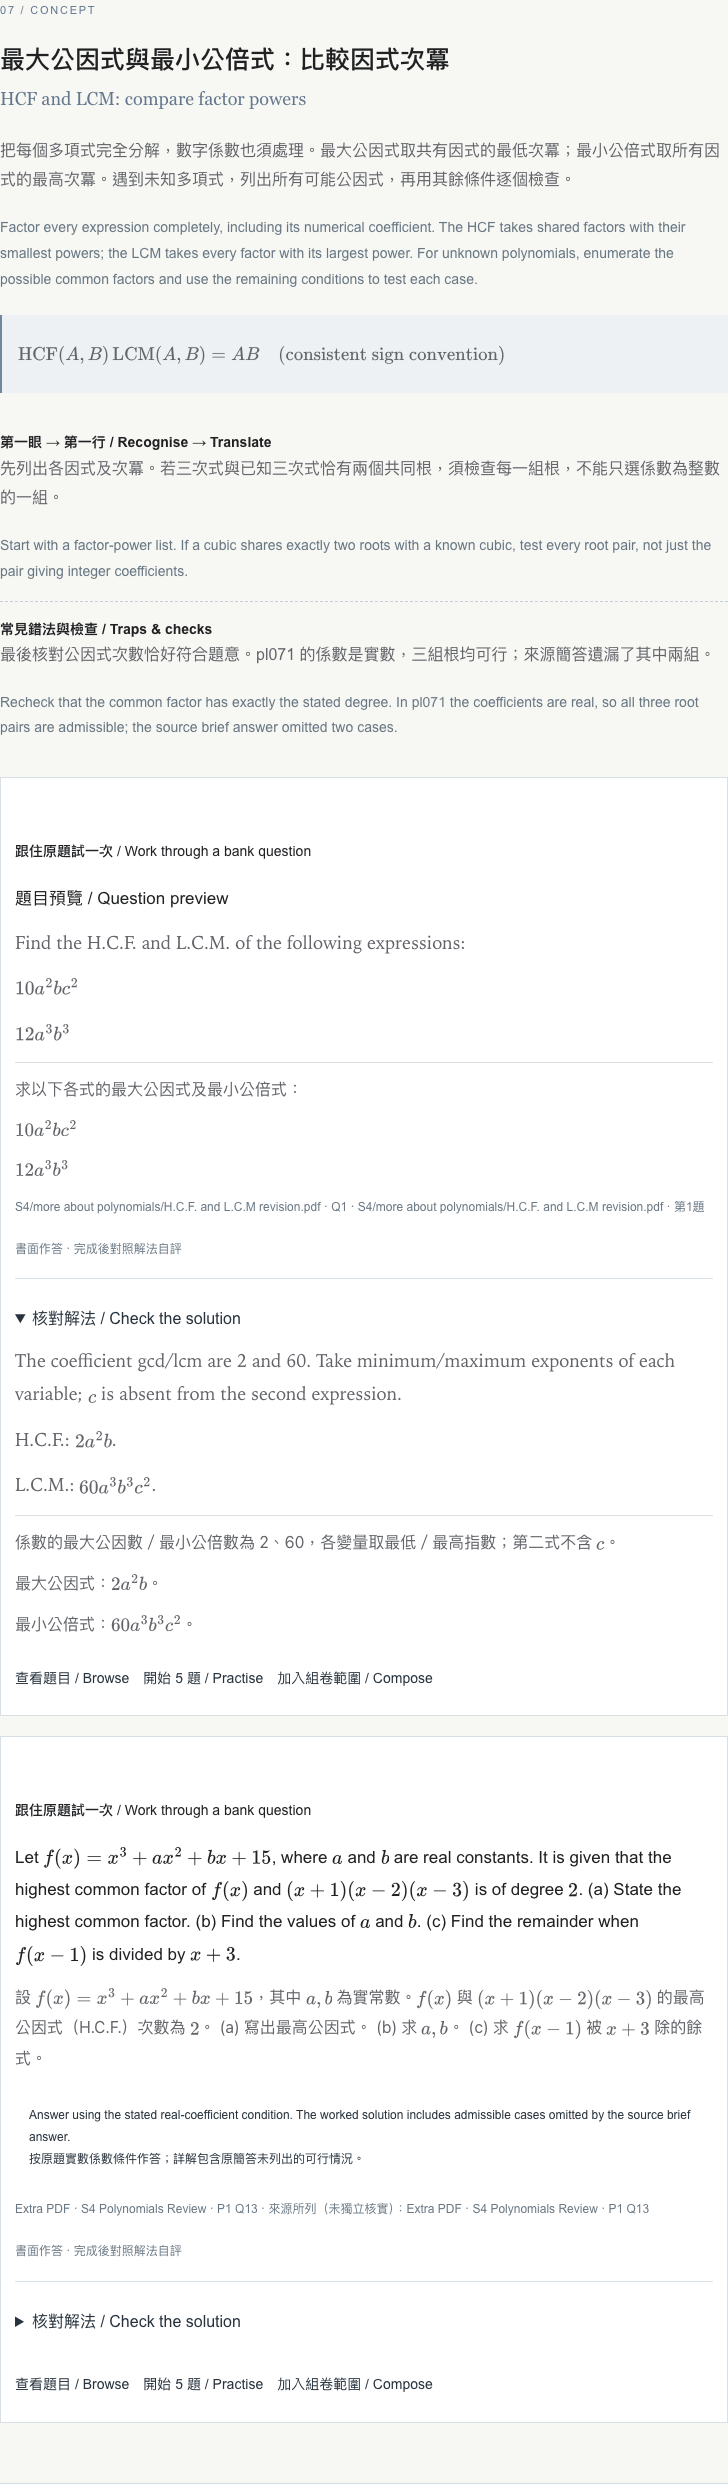 07 / CONCEPT
最大公因式與最小公倍式：比較因式次冪
HCF and LCM: compare factor powers
把每個多項式完全分解，數字係數也須處理。最大公因式取共有因式的最低次冪；最小公倍式取所有因
式的最高次冪。遇到未知多項式，列出所有可能公因式，再用其餘條件逐個檢查。
Factor every expression completely, including its numerical coefficient. The HCF takes shared factors with their
smallest powers; the LCM takes every factor with its largest power. For unknown polynomials, enumerate the
possible common factors and use the remaining conditions to test each case.
HCF(A, B) LCM(A, B) = AB (consistent sign convention)
第一眼 → 第一行 / Recognise → Translate
先列出各因式及次冪。若三次式與已知三次式恰有兩個共同根，須檢查每一組根，不能只選係數為整數
的一組。
Start with a factor-power list. If a cubic shares exactly two roots with a known cubic, test every root pair, not just the
pair giving integer coefficients.
常見錯法與檢查 / Traps & checks
最後核對公因式次數恰好符合題意。pl071 的係數是實數，三組根均可行；來源簡答遺漏了其中兩組。
Recheck that the common factor has exactly the stated degree. In pl071 the coefficients are real, so all three root
pairs are admissible; the source brief answer omitted two cases.
跟住原題試一次 / Work through a bank question
題目預覽 / Question preview
Find the H.C.F. and L.C.M. of the following expressions:
10a²bc²
12a³b³
求以下各式的最大公因式及最小公倍式：
10a²bc²
12a³b³
S4/more about polynomials/H.C.F. and L.C.M revision.pdf · Q1 · S4/more about polynomials/H.C.F. and L.C.M revision.pdf · 第1題
書面作答 · 完成後對照解法自評
▼ 核對解法 / Check the solution
The coefficient gcd/lcm are 2 and 60. Take minimum/maximum exponents of each
variable; c is absent from the second expression.
H.C.F.: 2a²b.
L.C.M.: 60a³b³c².
係數的最大公因數 / 最小公倍數為 2、60，各變量取最低 / 最高指數；第二式不含 c。
最大公因式：2a²b。
最小公倍式：60a³b³c²。
查看題目 / Browse 開始 5 題 / Practise 加入組卷範圍 / Compose
跟住原題試一次 / Work through a bank question
Let f(x) = x³ + ax² + bx + 15, where a and b are real constants. It is given that the
highest common factor of f(x) and (x + 1)(x − 2)(x − 3) is of degree 2. (a) State the
highest common factor. (b) Find the values of a and b. (c) Find the remainder when
f(x − 1) is divided by x + 3.
設 f(x) = x³ + ax² + bx + 15，其中 a, b 為實常數。f(x) 與 (x + 1)(x − 2)(x − 3) 的最高
公因式（H.C.F.）次數為 2。 (a) 寫出最高公因式。 (b) 求 a, b。 (c) 求 f(x − 1) 被 x + 3 除的餘
式。
Answer using the stated real-coefficient condition. The worked solution includes admissible cases omitted by the source brief
answer.
按原題實數係數條件作答；詳解包含原簡答未列出的可行情況。
Extra PDF · S4 Polynomials Review · P1 Q13 · 來源所列（未獨立核實）：Extra PDF · S4 Polynomials Review · P1 Q13
書面作答 · 完成後對照解法自評
▶ 核對解法 / Check the solution
查看題目 / Browse 開始 5 題 / Practise 加入組卷範圍 / Compose